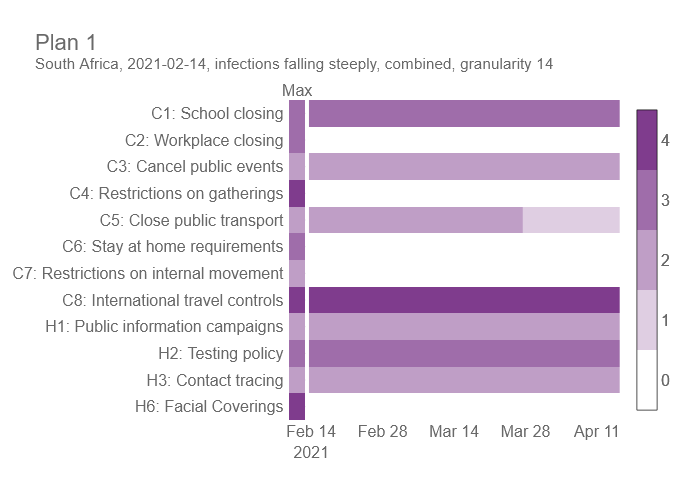 Plan 1
South Africa, 2021-02-14, infections falling steeply, combined, granularity 14
Max
C1: School closing
C2: Workplace closing
C3: Cancel public events
C4: Restrictions on gatherings
C5: Close public transport
C6: Stay at home requirements
C7: Restrictions on internal movement
C8: International travel controls
H1: Public information campaigns
H2: Testing policy
H3: Contact tracing
H6: Facial Coverings
Feb 14 Feb 28 Mar 14 Mar 28 Apr 11
2021
4
3
2
1
0